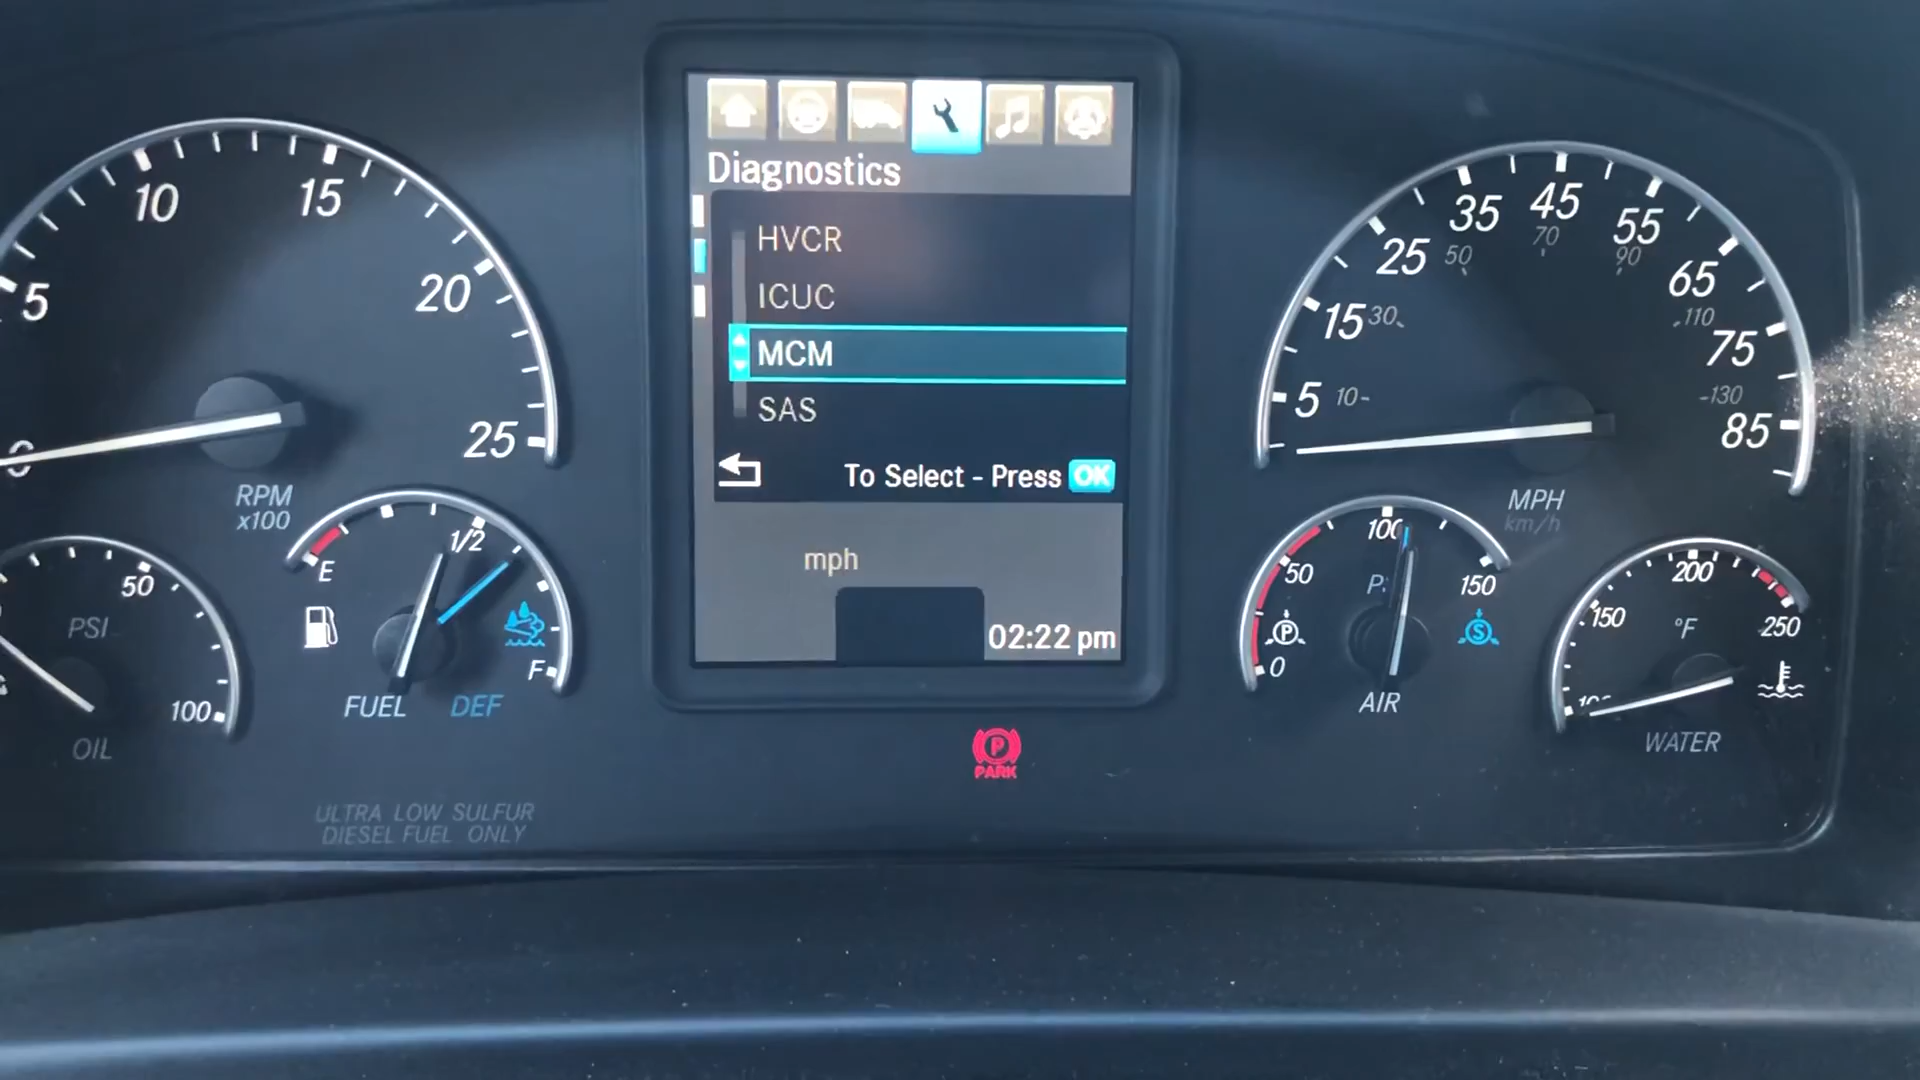 Diagnostics
HVCR
ICUC
MCM
SAS
To Select - Press OK
mph
02:22 pm
5
10
15
20
25
RPM
x100
50
PSI
100
OIL
E
1/2
F
FUEL
DEF
ULTRA LOW SULFUR
DIESEL FUEL ONLY
P
PARK
5
15
25
35
45
55
65
75
85
10
30
50
70
90
110
130
MPH
km/h
0
50
100
150
P
S
AIR
150
200
250
°F
WATER